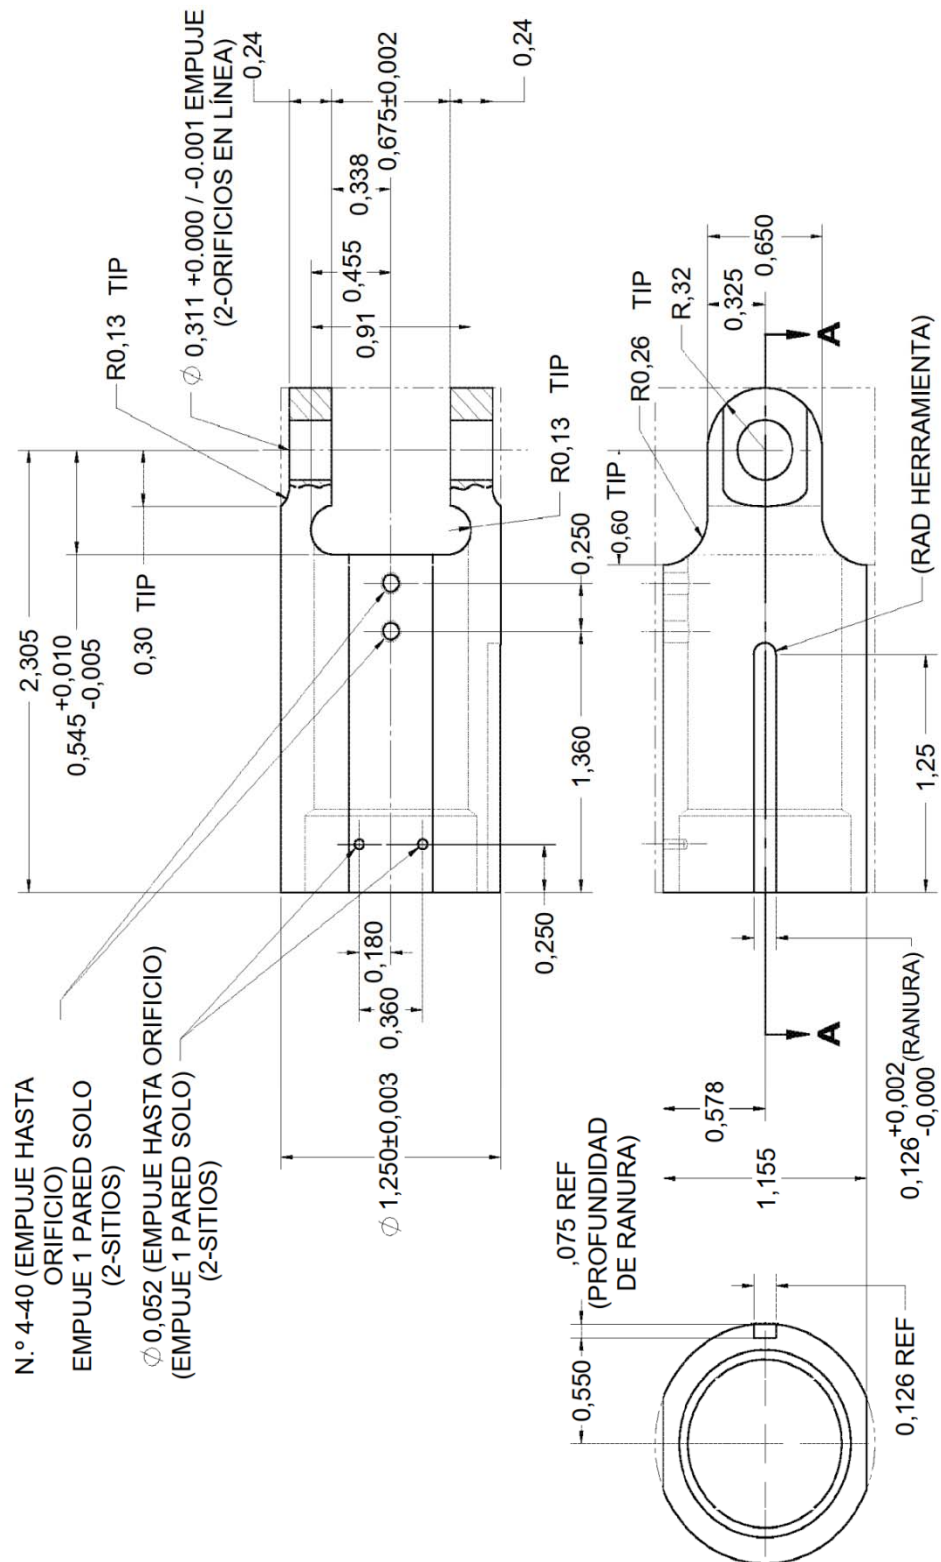 N.º 4-40 (EMPUJE HASTA
ORIFICIO)
EMPUJE 1 PARED SOLO
(2-SITIOS)
∅ 0,052 (EMPUJE HASTA ORIFICIO)
(EMPUJE 1 PARED SOLO)
(2-SITIOS)
2,305
0,545 +0,010
-0,005
0,30 TIP
R0,13 TIP
∅ 0,311 +0.000 / -0.001 EMPUJE
(2-ORIFICIOS EN LÍNEA)
0,24
0,675±0,002
0,24
0,338
0,455
0,91
R0,13 TIP
0,250
1,360
0,250
0,180
0,360
∅ 1,250±0,003
,075 REF
(PROFUNDIDAD
DE RANURA)
0,550
0,126 REF
1,155
0,578
0,126 +0,002
-0,000 (RANURA)
A
1,25
(RAD HERRAMIENTA)
0,60 TIP
R0,26 TIP
R,32
0,325
0,650
A